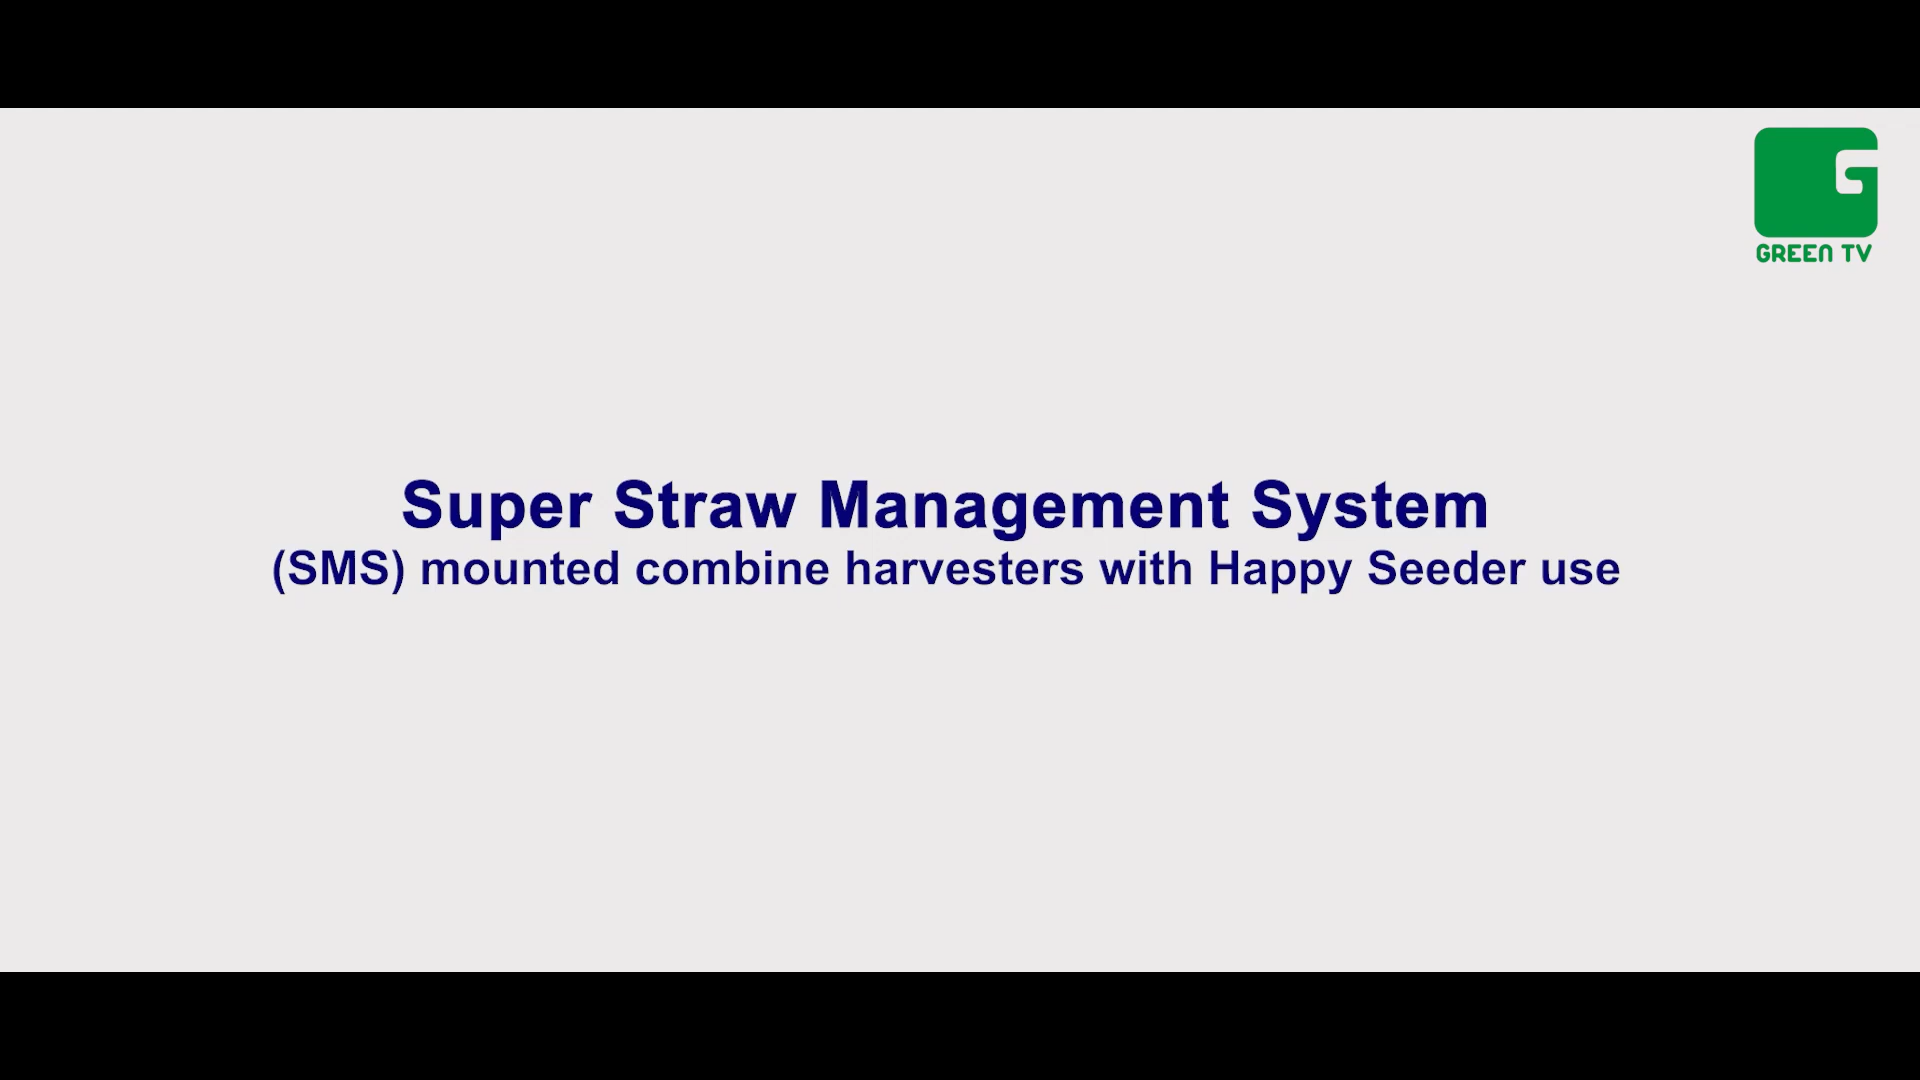 GREEN TV
Super Straw Management System
(SMS) mounted combine harvesters with Happy Seeder use